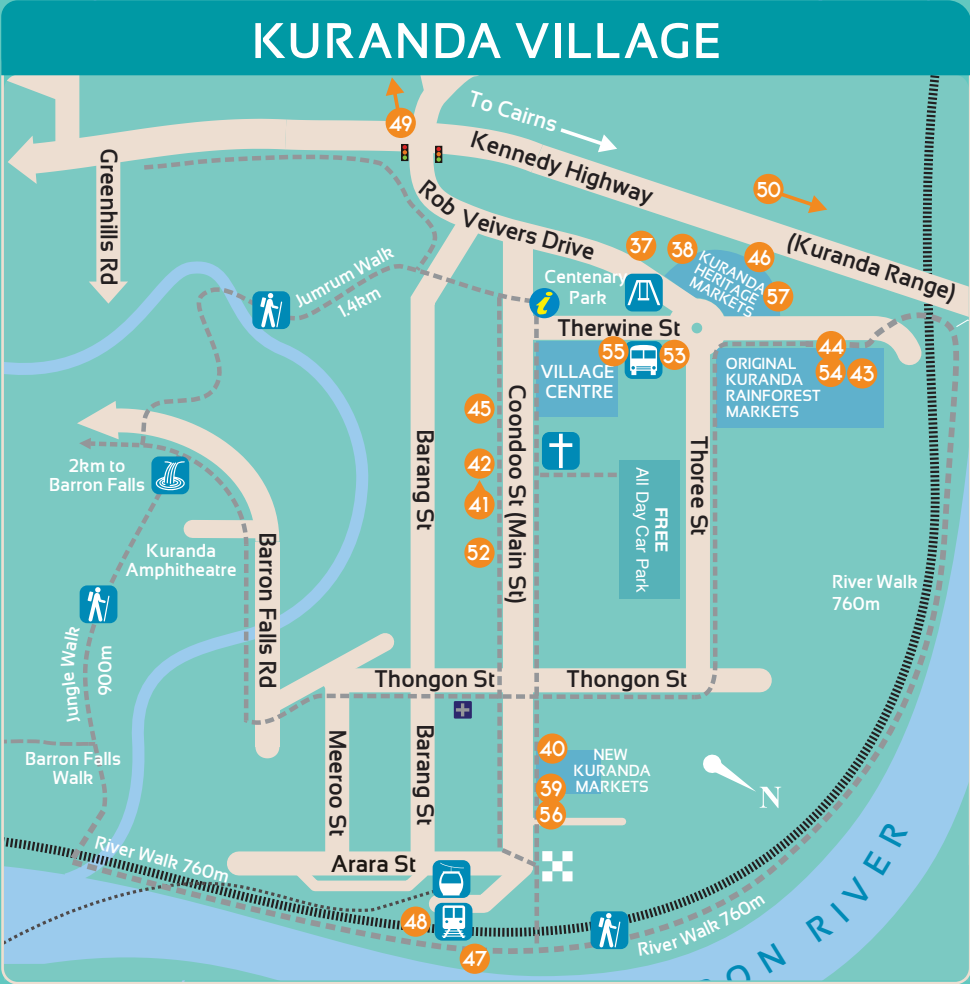 KURANDA VILLAGE
49
To Cairns
Kennedy Highway
50
(Kuranda Range)
Greenhills Rd
Rob Veivers Drive
37
38
46
57
KURANDA
HERITAGE
MARKETS
Jumrum Walk
1.4km
Centenary
Park
i
Therwine St
55
53
VILLAGE
CENTRE
44
54
43
ORIGINAL
KURANDA
RAINFOREST
MARKETS
45
42
41
52
Barang St
Coondoo St (Main St)
Thoree St
FREE
All Day Car Park
2km to
Barron Falls
Kuranda
Amphitheatre
Barron Falls Rd
River Walk
760m
Jungle Walk
900m
Thongon St
Thongon St
Barron Falls
Walk
Meeroo St
Barang St
40
39
56
NEW
KURANDA
MARKETS
N
River Walk 760m
Arara St
48
47
River Walk 760m
ON RIVER